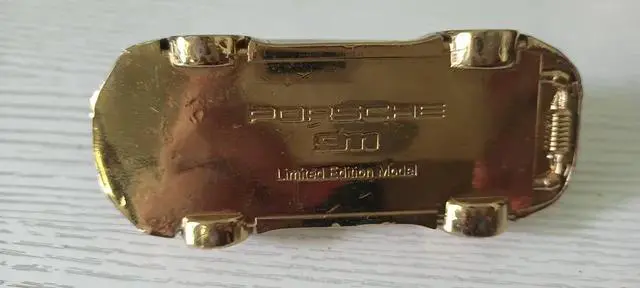 PORSCHE
911
Limited Edition Model